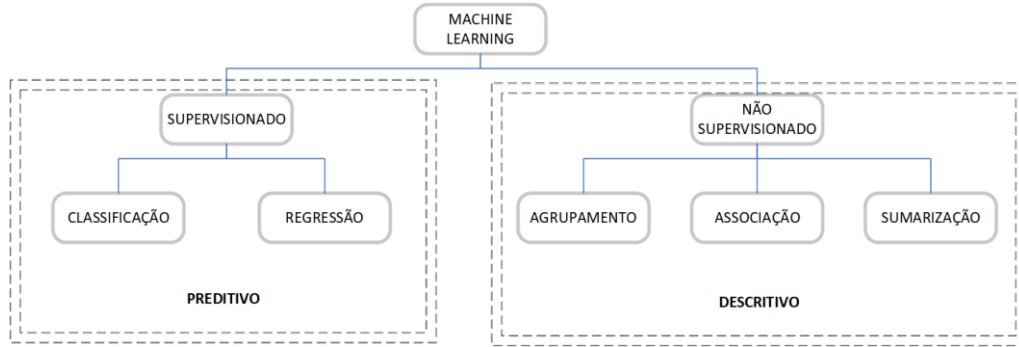 MACHINE
LEARNING
SUPERVISIONADO
NÃO
SUPERVISIONADO
CLASSIFICAÇÃO
REGRESSÃO
AGRUPAMENTO
ASSOCIAÇÃO
SUMARIZAÇÃO
PREDITIVO
DESCRITIVO